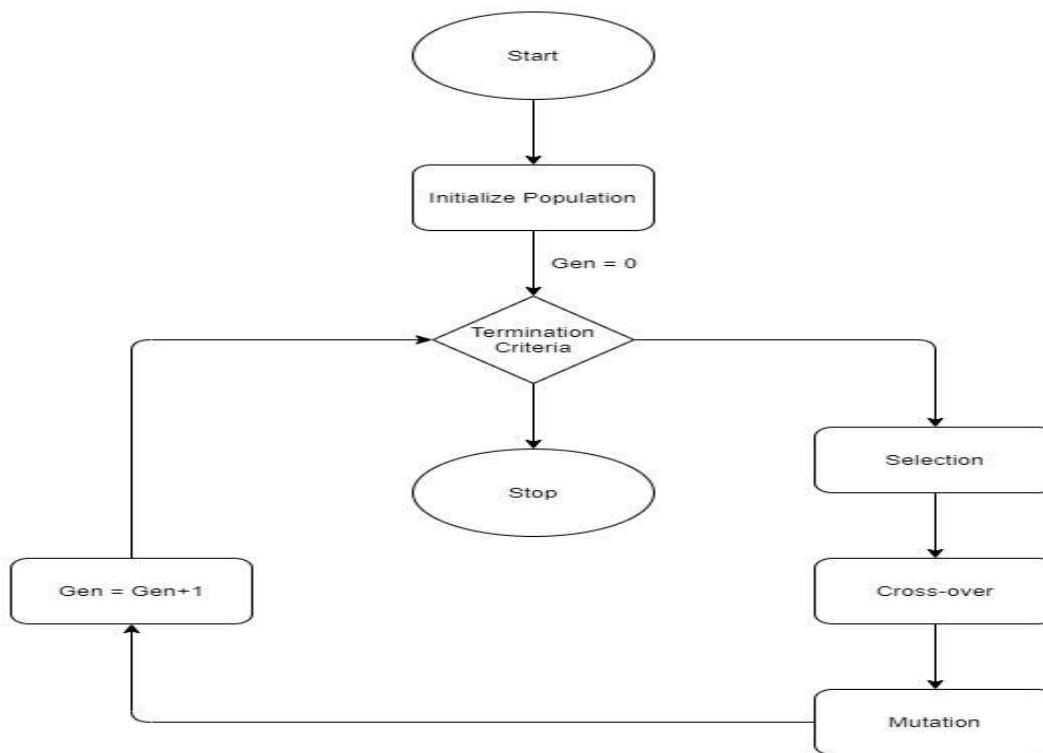 Start
Initialize Population
Gen = 0
Termination
Criteria
Selection
Stop
Cross-over
Gen = Gen+1
Mutation